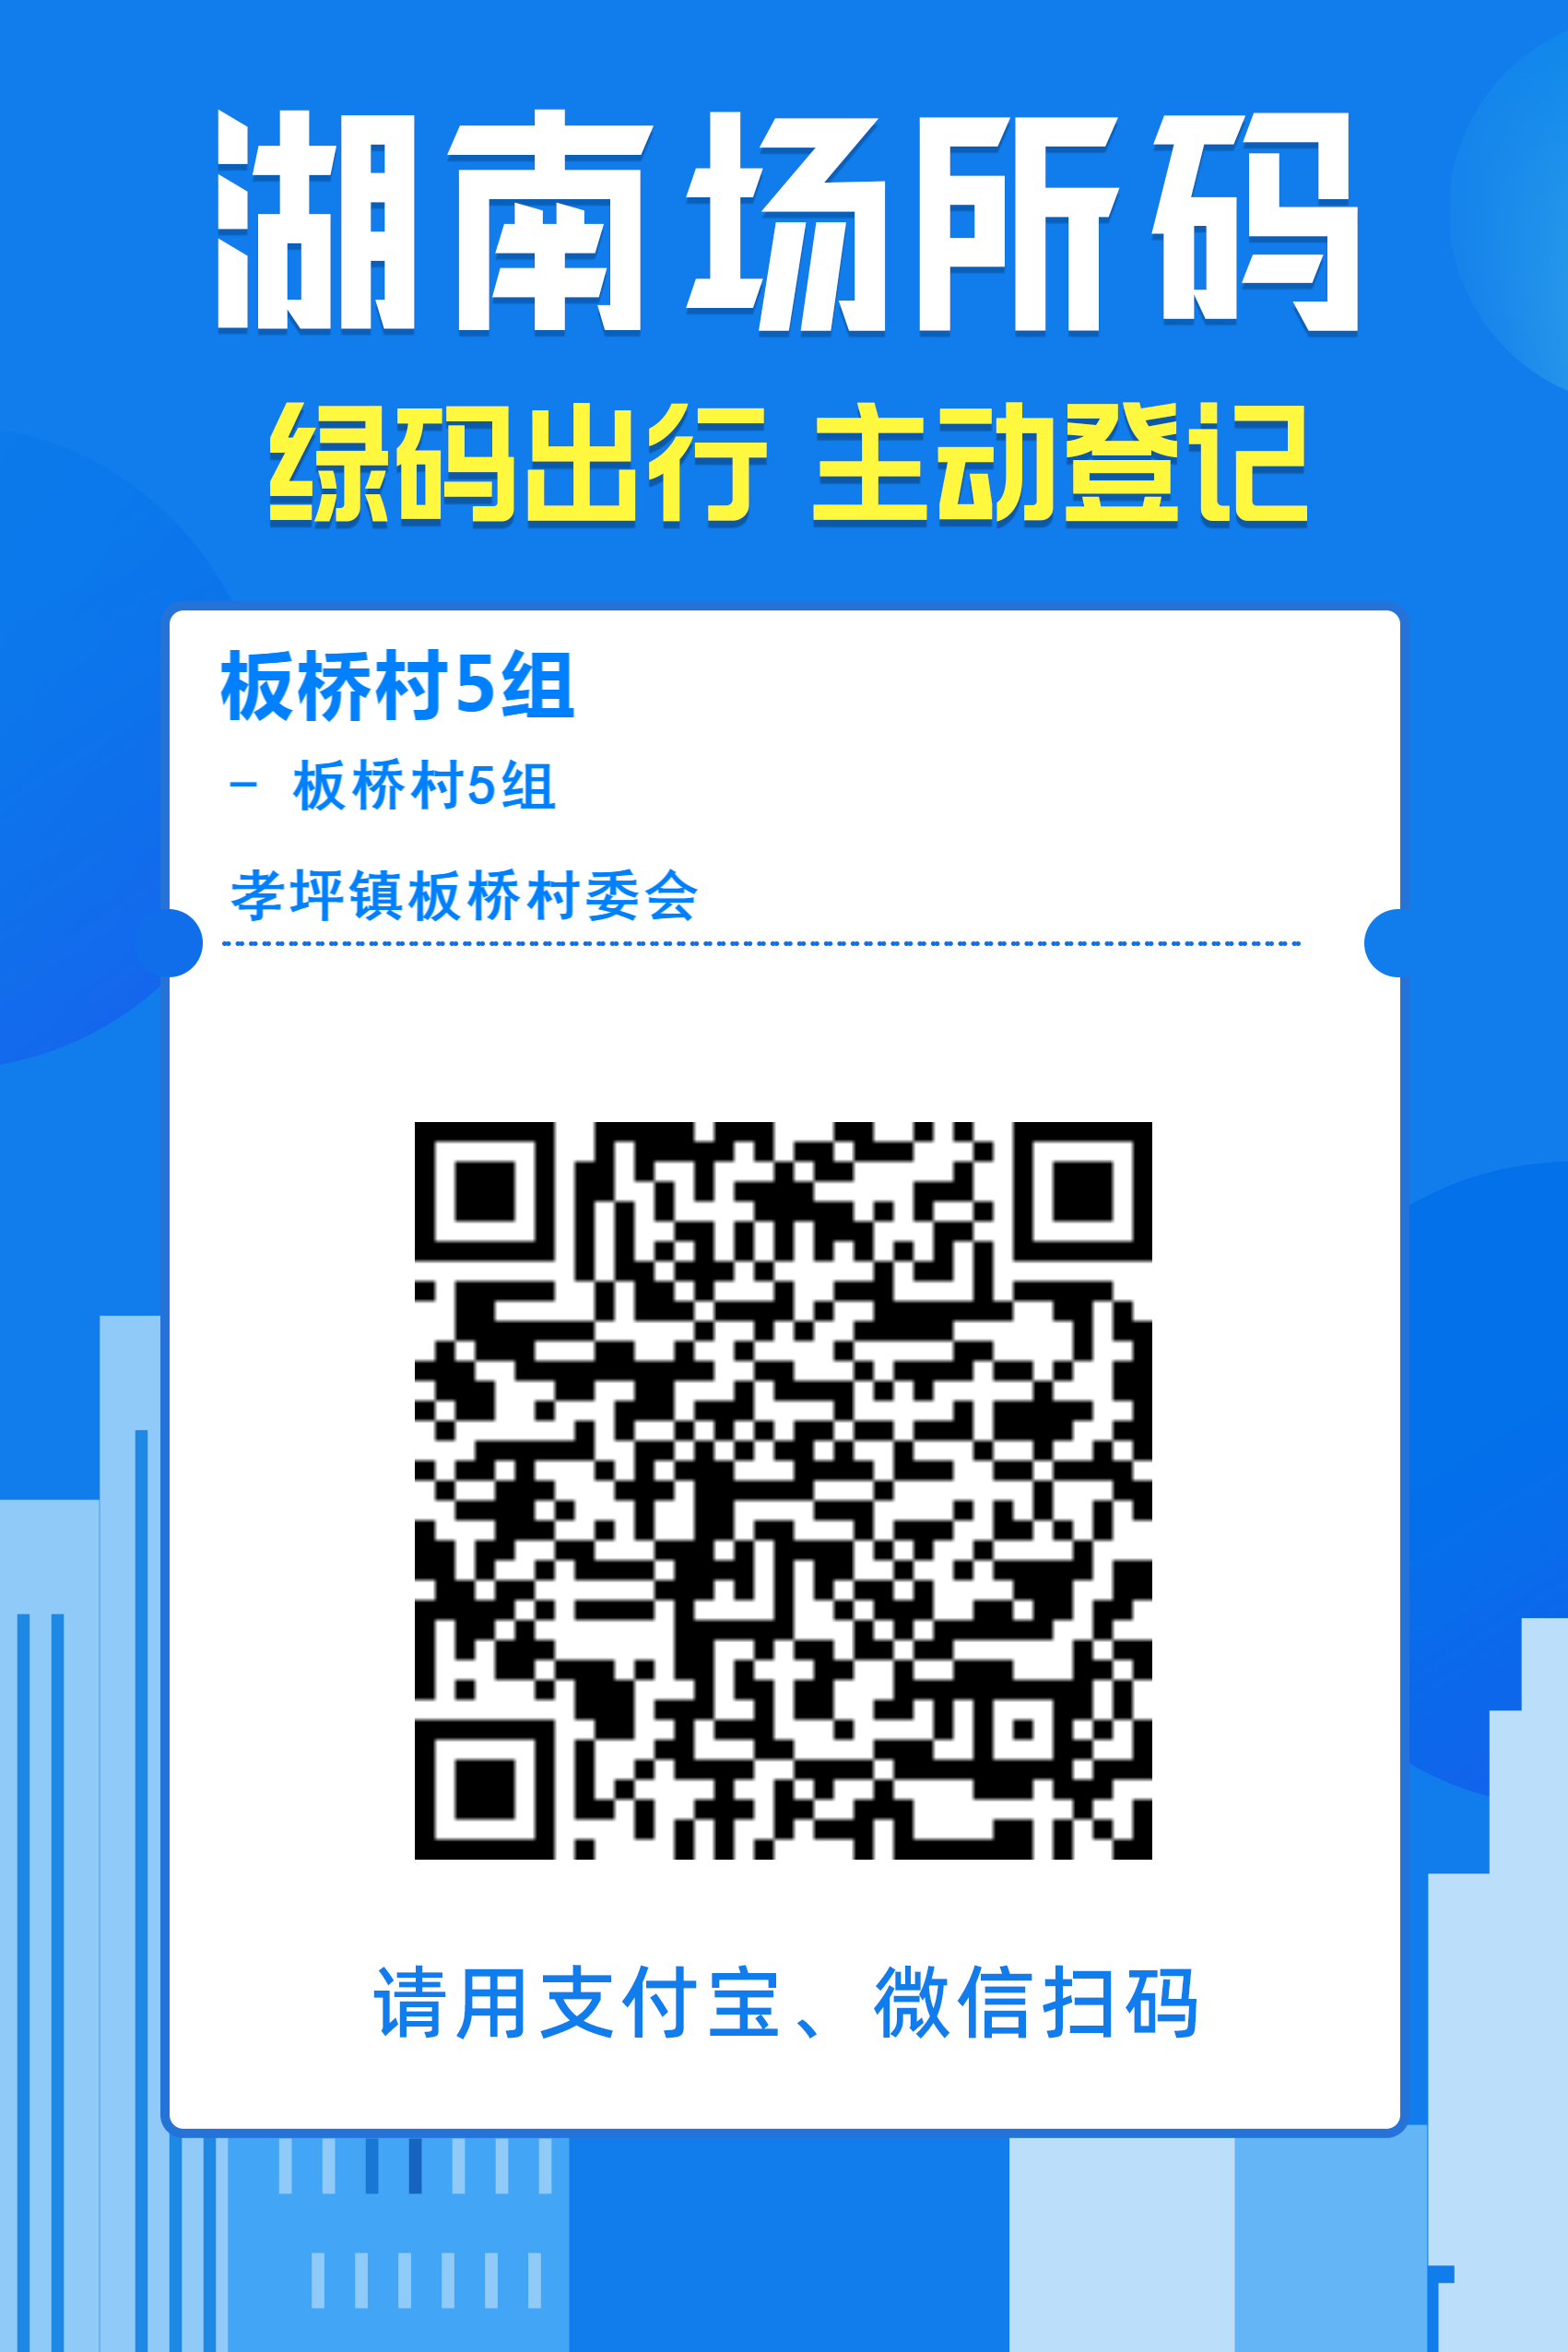 湖南场所码
绿码出行 主动登记
板桥村5组
- 板桥村5组
孝坪镇板桥村委会
请用支付宝、微信扫码